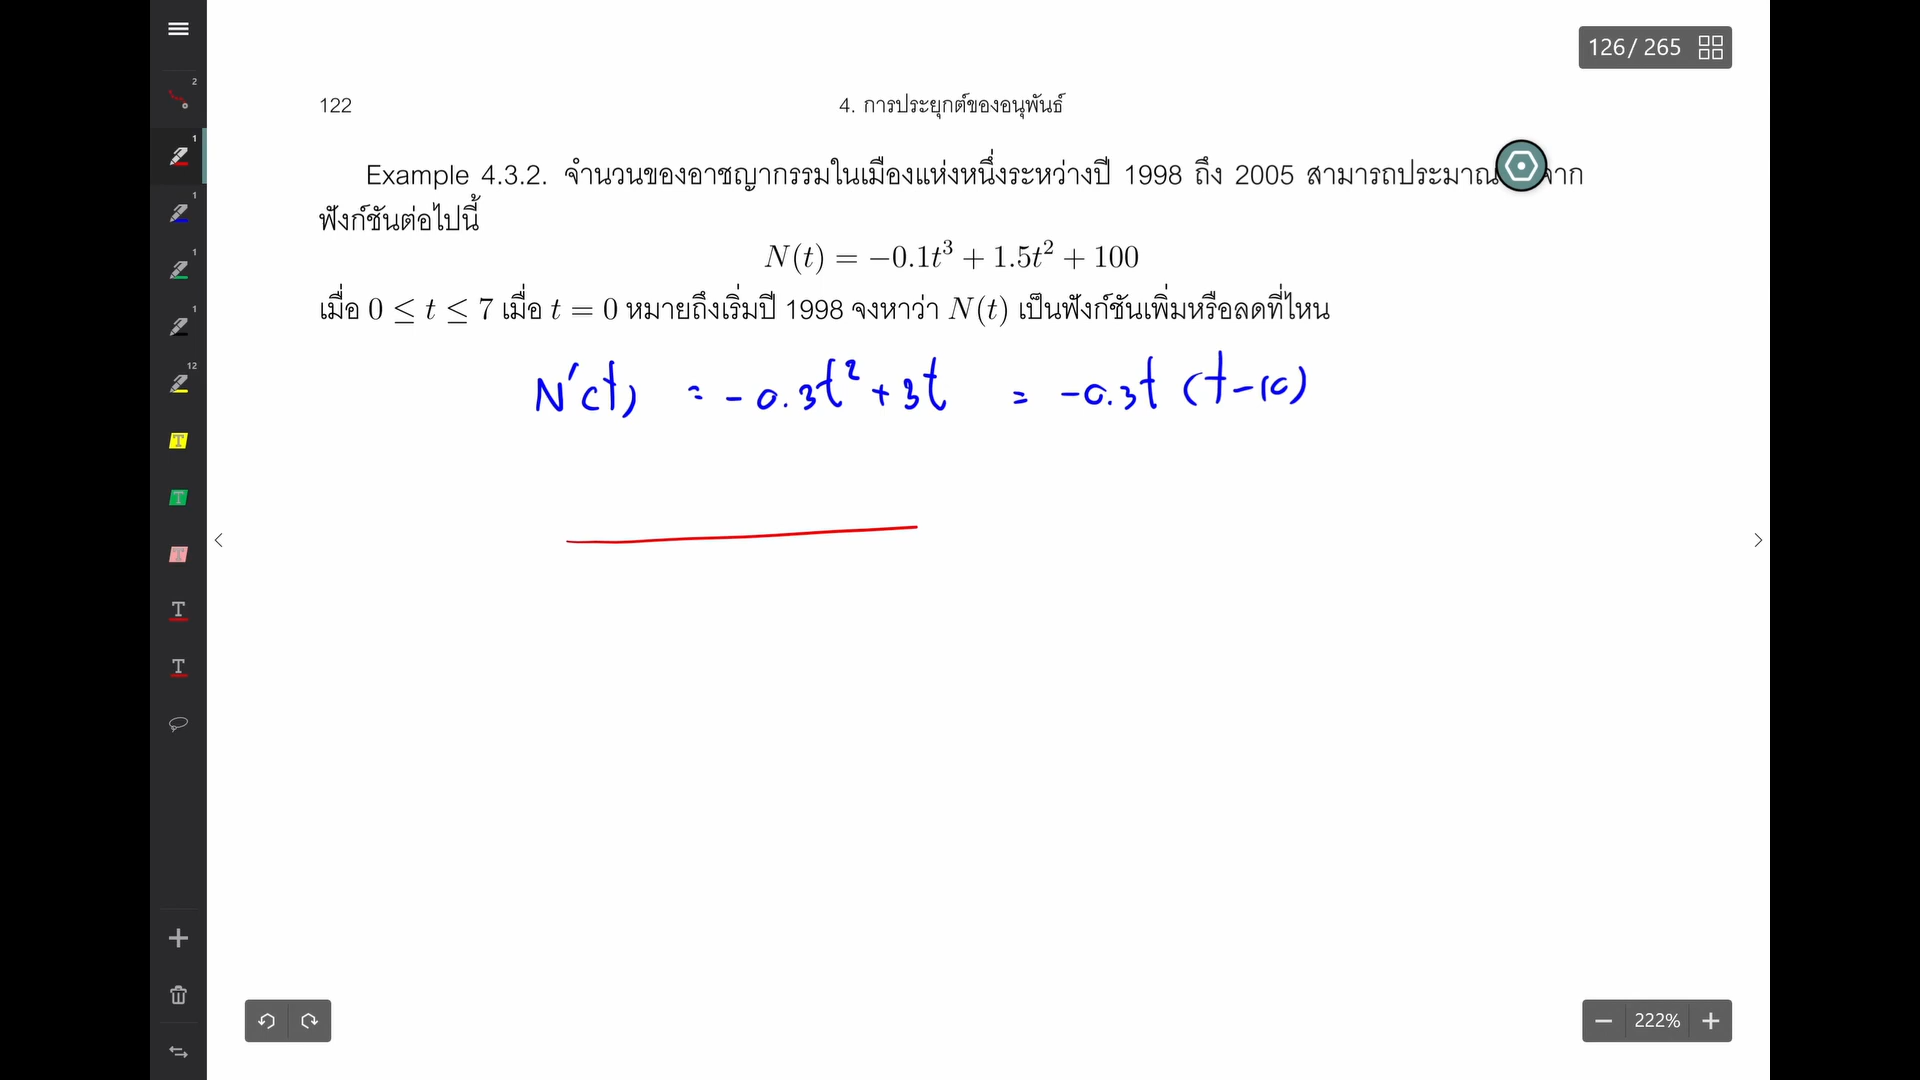 126/ 265
122
4. การประยุกต์ของอนุพันธ์
Example 4.3.2. จำนวนของอาชญากรรมในเมืองแห่งหนึ่งระหว่างปี 1998 ถึง 2005 สามารถประมาณ จาก
ฟังก์ชันต่อไปนี้
N(t) = −0.1t³ + 1.5t² + 100
เมื่อ 0 ≤ t ≤ 7 เมื่อ t = 0 หมายถึงเริ่มปี 1998 จงหาว่า N(t) เป็นฟังก์ชันเพิ่มหรือลดที่ไหน
N'(t) = -0.3t² + 3t = -0.3t (t-10)
2
1
1
1
1
12
T
T
T
T
T
222%